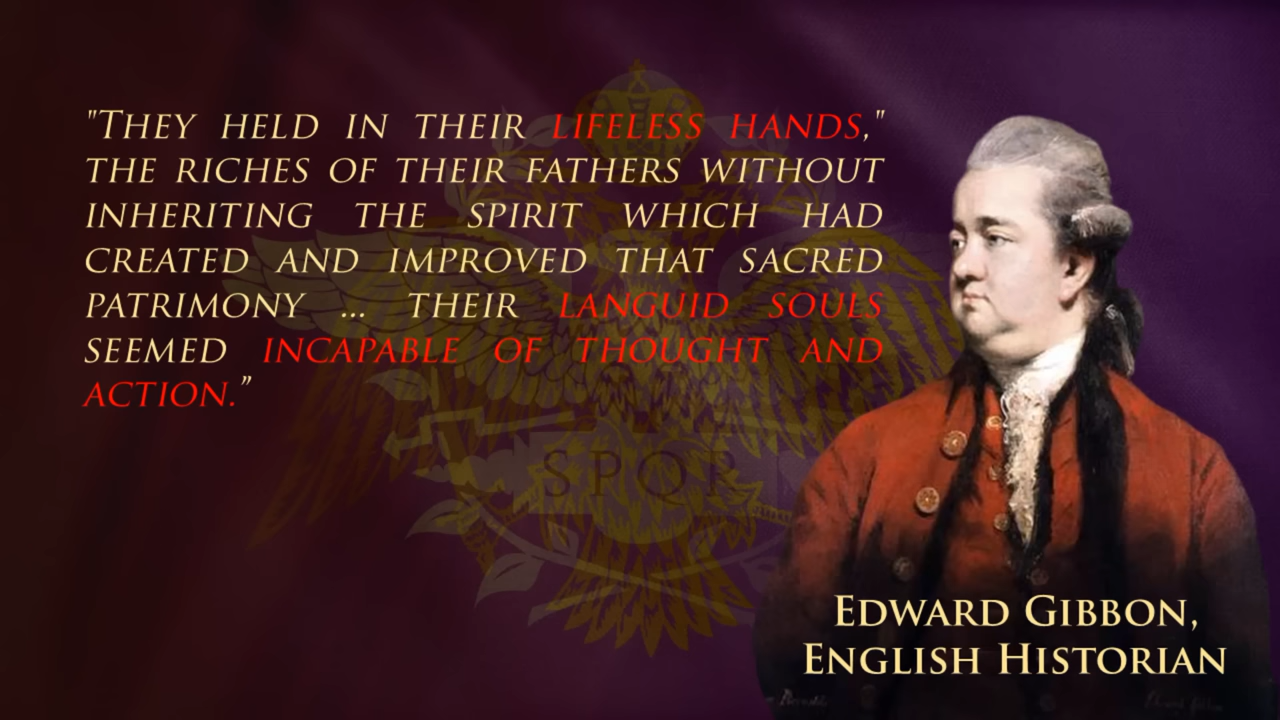 "They held in their lifeless hands,"
the riches of their fathers without
inheriting the spirit which had
created and improved that sacred
patrimony ... their languid souls
seemed incapable of thought and
action.”
SPQR
Edward Gibbon,
English Historian